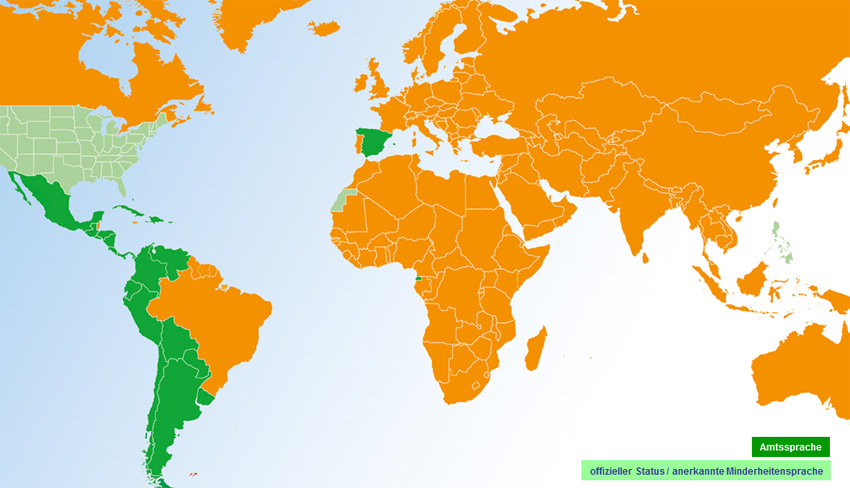 Amtssprache
offizieller Status / anerkannte Minderheitensprache